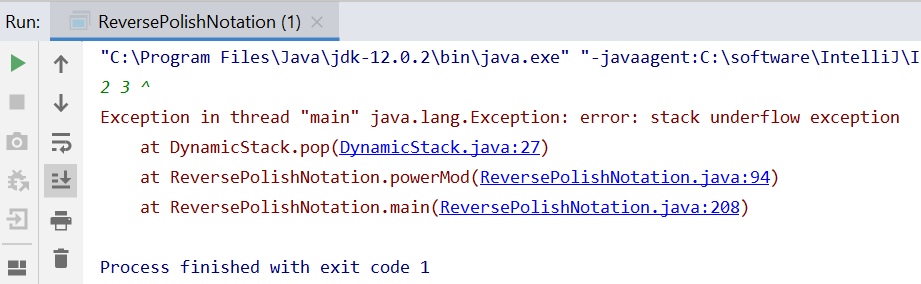 Run: ReversePolishNotation (1)
"C:\Program Files\Java\jdk-12.0.2\bin\java.exe" "-javaagent:C:\software\IntelliJ\I
2 3 ^
Exception in thread "main" java.lang.Exception: error: stack underflow exception
at DynamicStack.pop(DynamicStack.java:27)
at ReversePolishNotation.powerMod(ReversePolishNotation.java:94)
at ReversePolishNotation.main(ReversePolishNotation.java:208)
Process finished with exit code 1